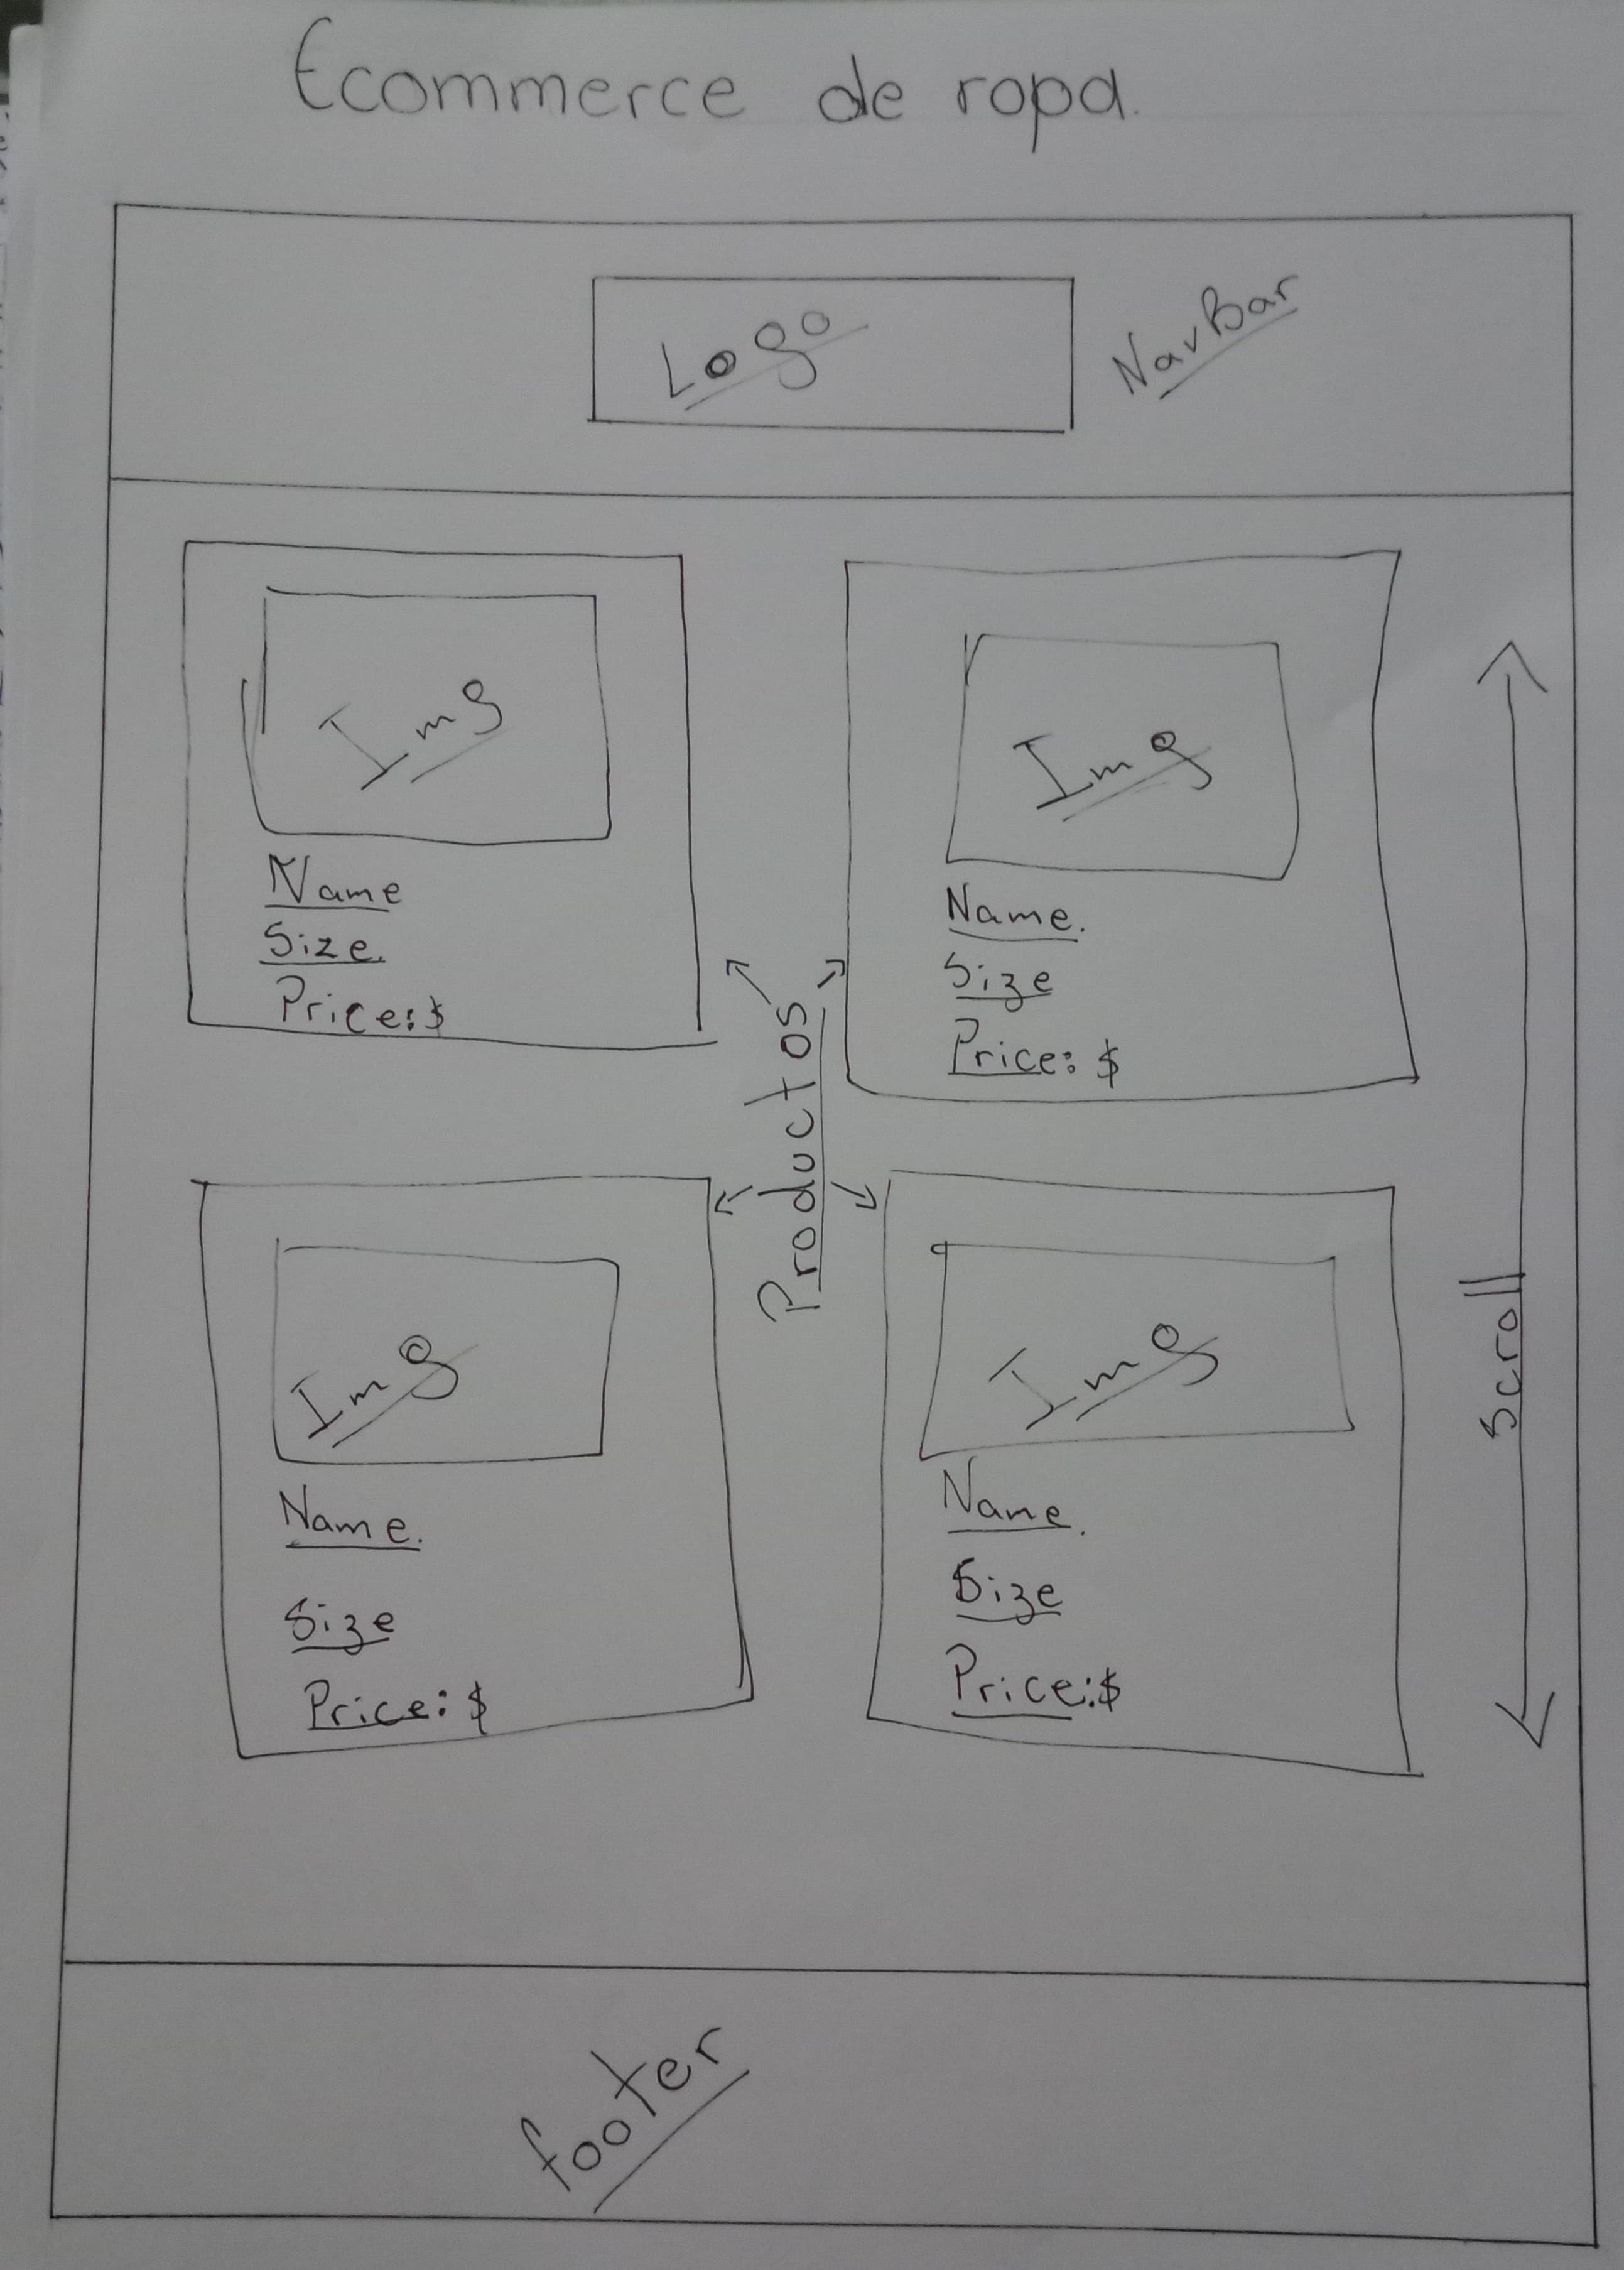 Ecommerce de ropa.
Logo
NavBar
Img
Name
Size.
Price:$
Img
Name.
Size
Price: $
Productos
Scroll
Img
Name.
Size
Price: $
Img
Name.
Size
Price:$
footer